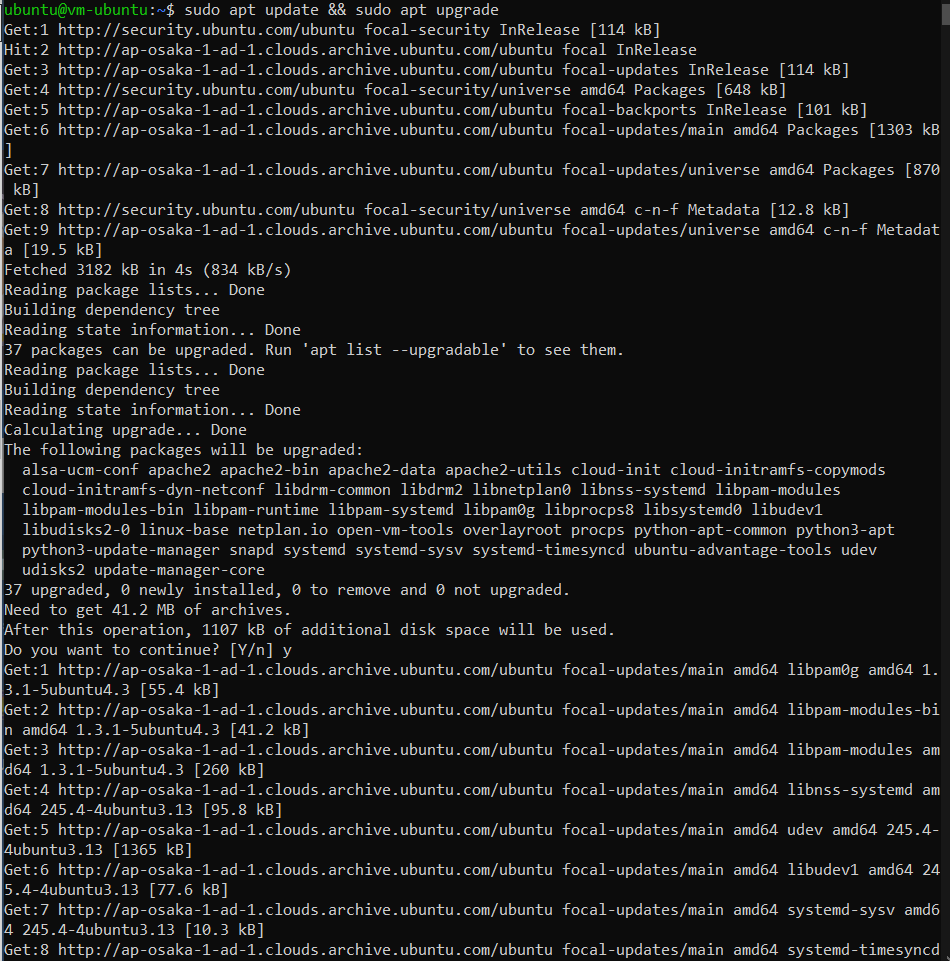 ubuntu@vm-ubuntu:~$ sudo apt update && sudo apt upgrade
Get:1 http://security.ubuntu.com/ubuntu focal-security InRelease [114 kB]
Hit:2 http://ap-osaka-1-ad-1.clouds.archive.ubuntu.com/ubuntu focal InRelease
Get:3 http://ap-osaka-1-ad-1.clouds.archive.ubuntu.com/ubuntu focal-updates InRelease [114 kB]
Get:4 http://security.ubuntu.com/ubuntu focal-security/universe amd64 Packages [648 kB]
Get:5 http://ap-osaka-1-ad-1.clouds.archive.ubuntu.com/ubuntu focal-backports InRelease [101 kB]
Get:6 http://ap-osaka-1-ad-1.clouds.archive.ubuntu.com/ubuntu focal-updates/main amd64 Packages [1303 kB
]
Get:7 http://ap-osaka-1-ad-1.clouds.archive.ubuntu.com/ubuntu focal-updates/universe amd64 Packages [870
 kB]
Get:8 http://security.ubuntu.com/ubuntu focal-security/universe amd64 c-n-f Metadata [12.8 kB]
Get:9 http://ap-osaka-1-ad-1.clouds.archive.ubuntu.com/ubuntu focal-updates/universe amd64 c-n-f Metadat
a [19.5 kB]
Fetched 3182 kB in 4s (834 kB/s)
Reading package lists... Done
Building dependency tree
Reading state information... Done
37 packages can be upgraded. Run 'apt list --upgradable' to see them.
Reading package lists... Done
Building dependency tree
Reading state information... Done
Calculating upgrade... Done
The following packages will be upgraded:
  alsa-ucm-conf apache2 apache2-bin apache2-data apache2-utils cloud-init cloud-initramfs-copymods
  cloud-initramfs-dyn-netconf libdrm-common libdrm2 libnetplan0 libnss-systemd libpam-modules
  libpam-modules-bin libpam-runtime libpam-systemd libpam0g libprocps8 libsystemd0 libudev1
  libudisks2-0 linux-base netplan.io open-vm-tools overlayroot procps python-apt-common python3-apt
  python3-update-manager snapd systemd systemd-sysv systemd-timesyncd ubuntu-advantage-tools udev
  udisks2 update-manager-core
37 upgraded, 0 newly installed, 0 to remove and 0 not upgraded.
Need to get 41.2 MB of archives.
After this operation, 1107 kB of additional disk space will be used.
Do you want to continue? [Y/n] y
Get:1 http://ap-osaka-1-ad-1.clouds.archive.ubuntu.com/ubuntu focal-updates/main amd64 libpam0g amd64 1.
3.1-5ubuntu4.3 [55.4 kB]
Get:2 http://ap-osaka-1-ad-1.clouds.archive.ubuntu.com/ubuntu focal-updates/main amd64 libpam-modules-bi
n amd64 1.3.1-5ubuntu4.3 [41.2 kB]
Get:3 http://ap-osaka-1-ad-1.clouds.archive.ubuntu.com/ubuntu focal-updates/main amd64 libpam-modules am
d64 1.3.1-5ubuntu4.3 [260 kB]
Get:4 http://ap-osaka-1-ad-1.clouds.archive.ubuntu.com/ubuntu focal-updates/main amd64 libnss-systemd am
d64 245.4-4ubuntu3.13 [95.8 kB]
Get:5 http://ap-osaka-1-ad-1.clouds.archive.ubuntu.com/ubuntu focal-updates/main amd64 udev amd64 245.4-
4ubuntu3.13 [1365 kB]
Get:6 http://ap-osaka-1-ad-1.clouds.archive.ubuntu.com/ubuntu focal-updates/main amd64 libudev1 amd64 24
5.4-4ubuntu3.13 [77.6 kB]
Get:7 http://ap-osaka-1-ad-1.clouds.archive.ubuntu.com/ubuntu focal-updates/main amd64 systemd-sysv amd6
4 245.4-4ubuntu3.13 [10.3 kB]
Get:8 http://ap-osaka-1-ad-1.clouds.archive.ubuntu.com/ubuntu focal-updates/main amd64 systemd-timesyncd